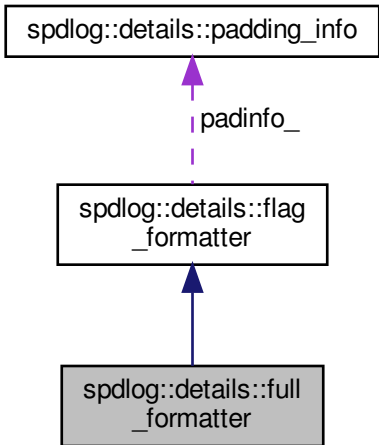 spdlog::details::padding_info
padinfo_
spdlog::details::flag
_formatter
spdlog::details::full
_formatter